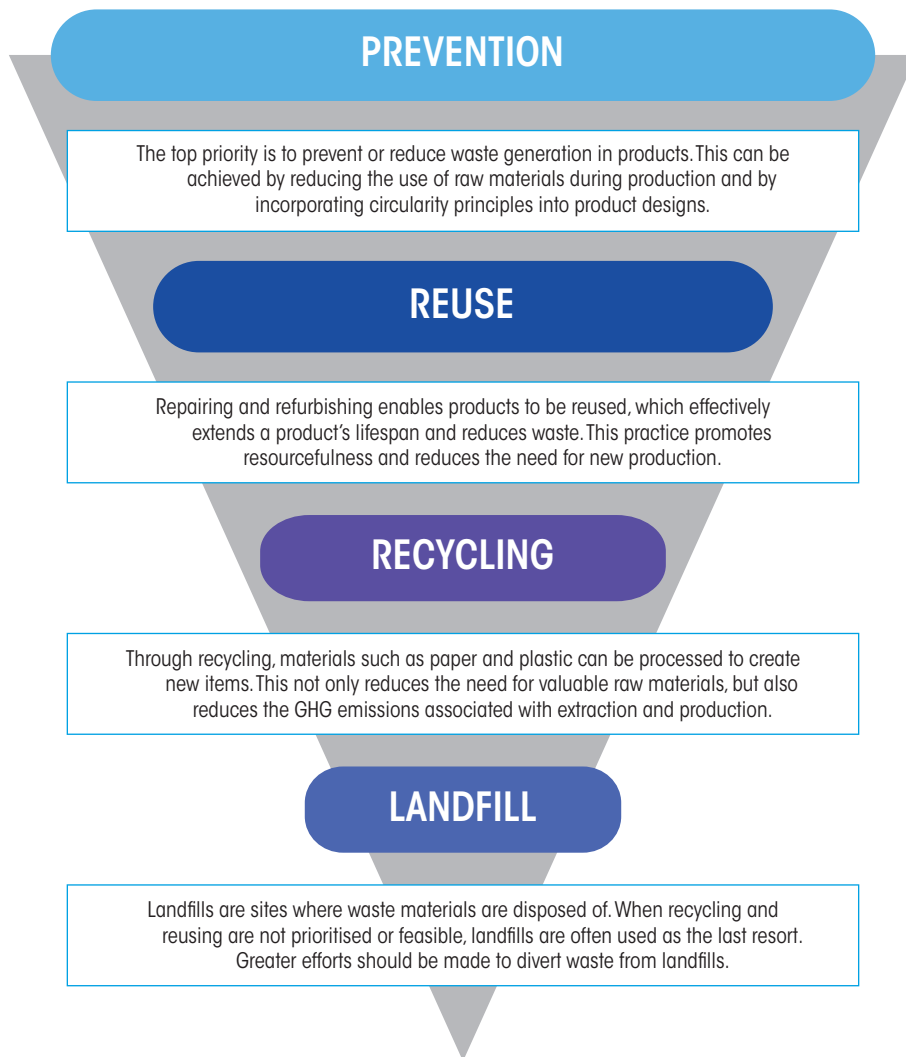 PREVENTION
The top priority is to prevent or reduce waste generation in products. This can be
achieved by reducing the use of raw materials during production and by
incorporating circularity principles into product designs.
REUSE
Repairing and refurbishing enables products to be reused, which effectively
extends a product's lifespan and reduces waste. This practice promotes
resourcefulness and reduces the need for new production.
RECYCLING
Through recycling, materials such as paper and plastic can be processed to create
new items. This not only reduces the need for valuable raw materials, but also
reduces the GHG emissions associated with extraction and production.
LANDFILL
Landfills are sites where waste materials are disposed of. When recycling and
reusing are not prioritised or feasible, landfills are often used as the last resort.
Greater efforts should be made to divert waste from landfills.